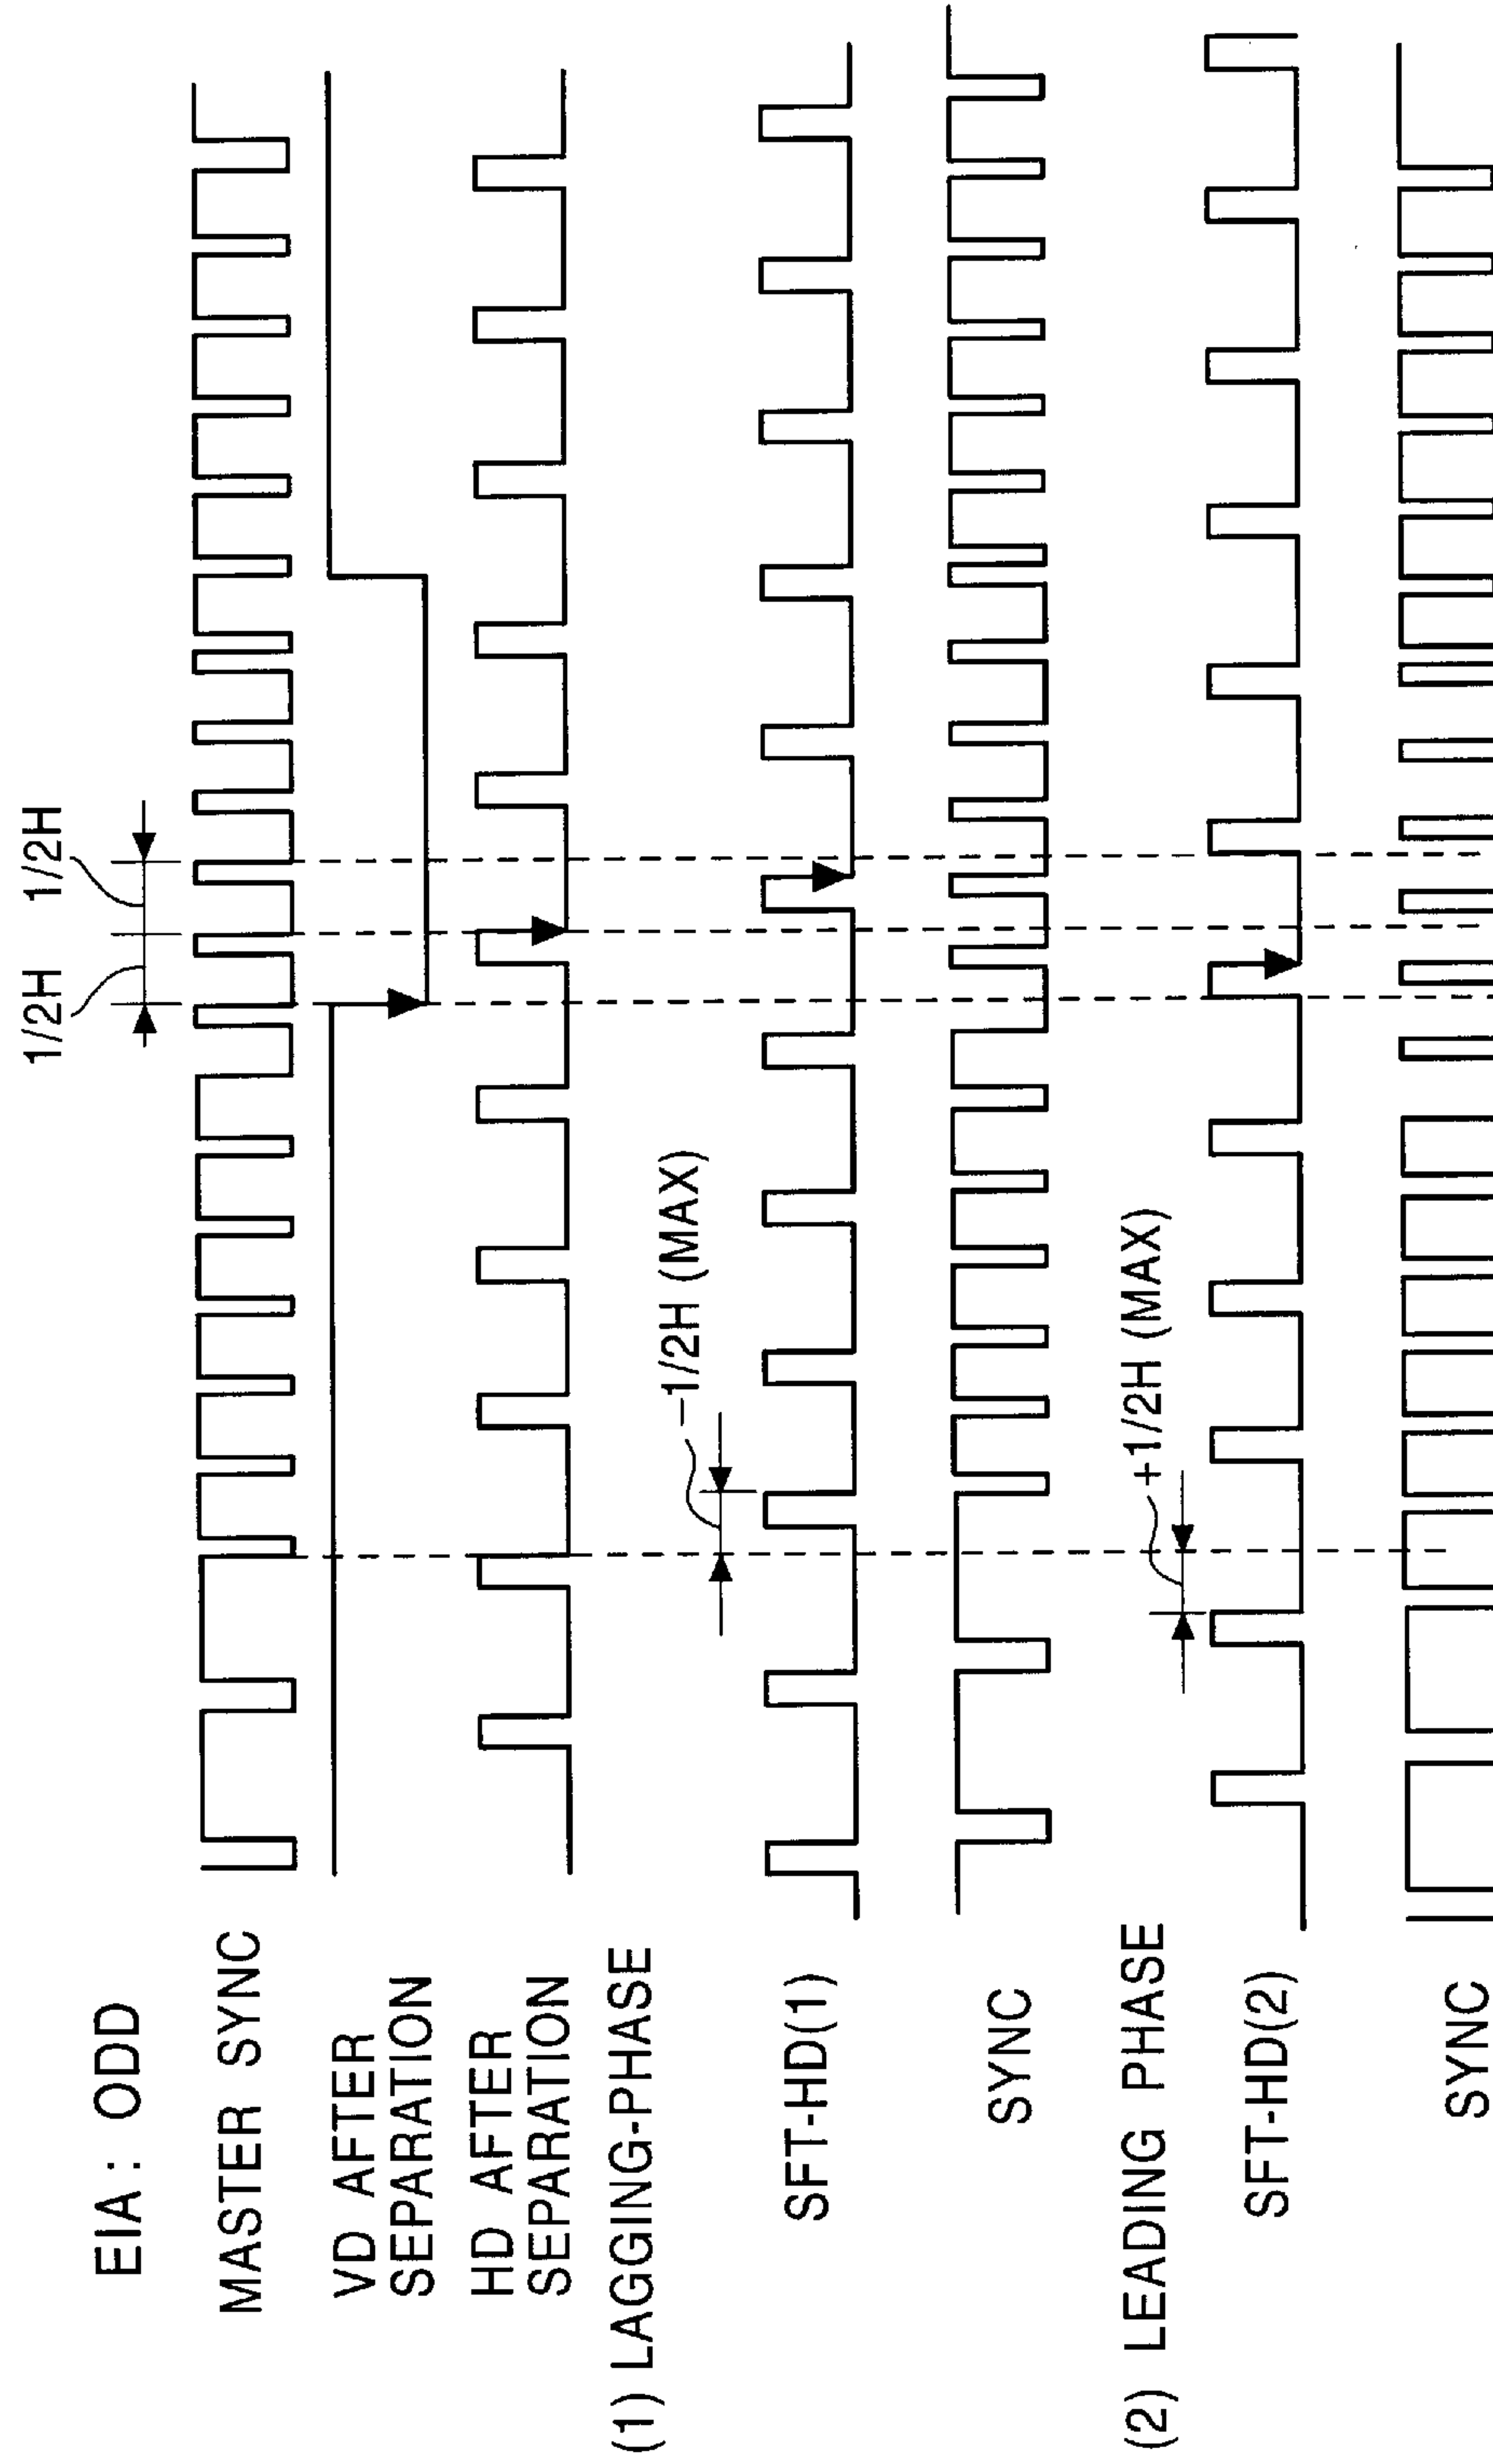 EIA : ODD
1/2H 1/2H
MASTER SYNC
VD AFTER
SEPARATION
HD AFTER
SEPARATION
(1) LAGGING-PHASE
−1/2H (MAX)
SFT-HD(1)
SYNC
(2) LEADING PHASE
+1/2H (MAX)
SFT-HD(2)
SYNC